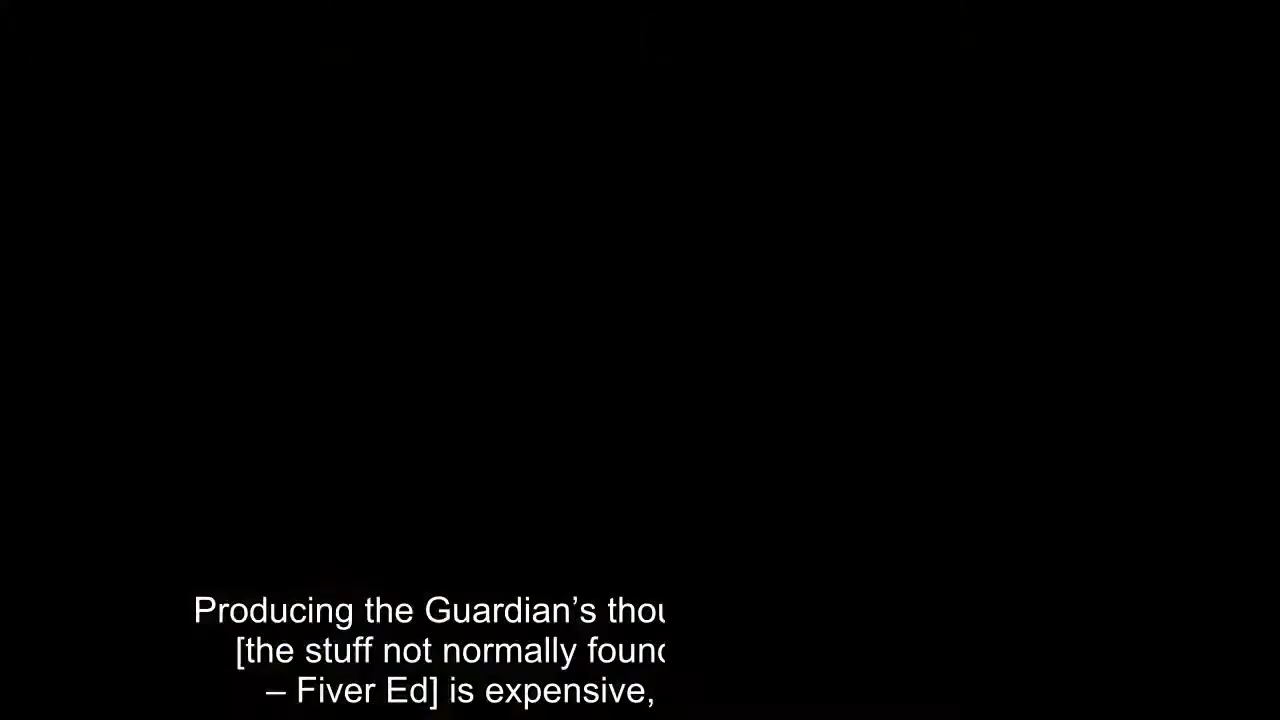 Producing the Guardian’s
[the stuff not normally
– Fiver Ed] is expensive,